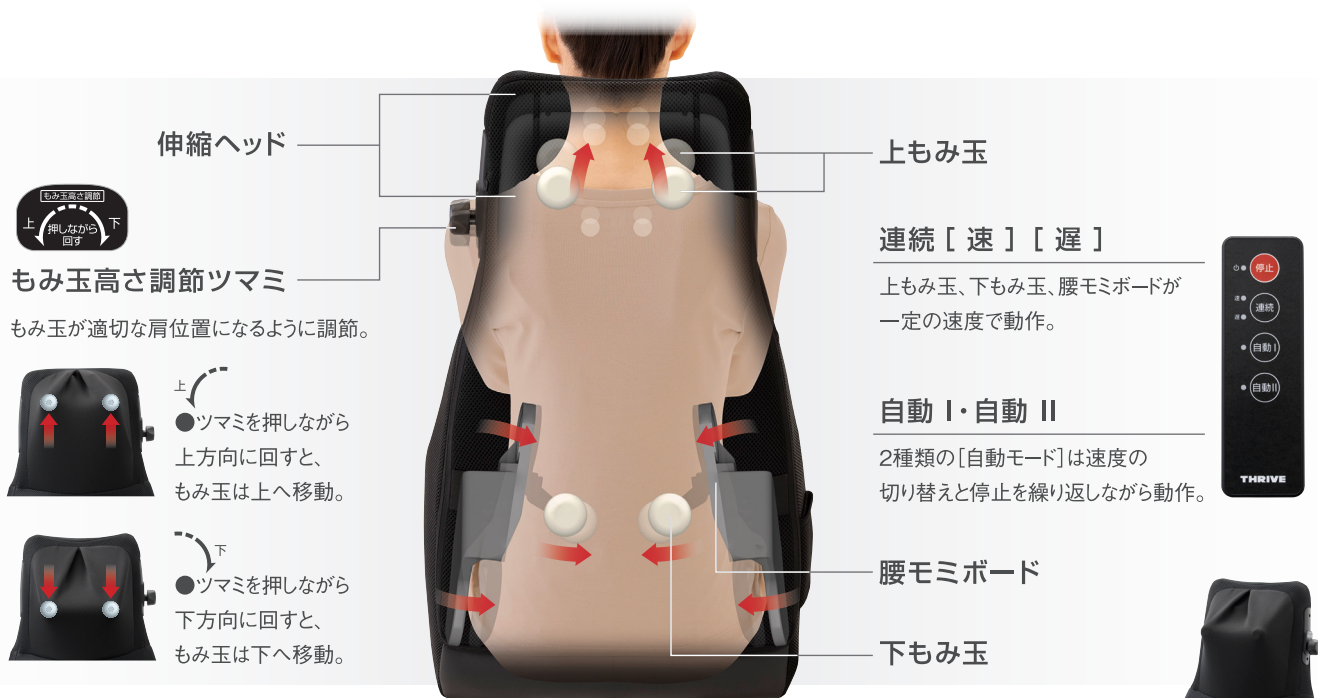 伸縮ヘッド
もみ玉高さ調節
上
下
押しながら
回す
もみ玉高さ調節ツマミ
もみ玉が適切な肩位置になるように調節。
上
●ツマミを押しながら
上方向に回すと、
もみ玉は上へ移動。
下
●ツマミを押しながら
下方向に回すと、
もみ玉は下へ移動。
上もみ玉
連続 [ 速 ] [ 遅 ]
上もみ玉、下もみ玉、腰モミボードが
一定の速度で動作。
自動 I・自動 II
2種類の[自動モード]は速度の
切り替えと停止を繰り返しながら動作。
腰モミボード
下もみ玉
停止
速
連続
遅
自動 I
自動 II
THRIVE